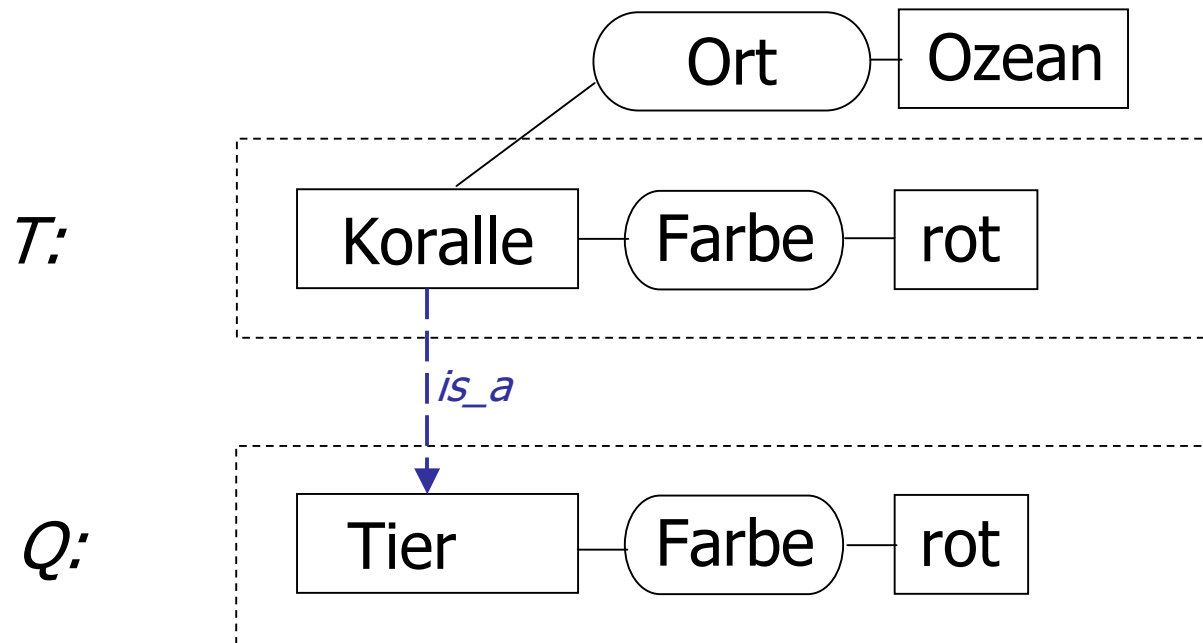 Ort Ozean
T: Koralle Farbe rot
is_a
Q: Tier Farbe rot